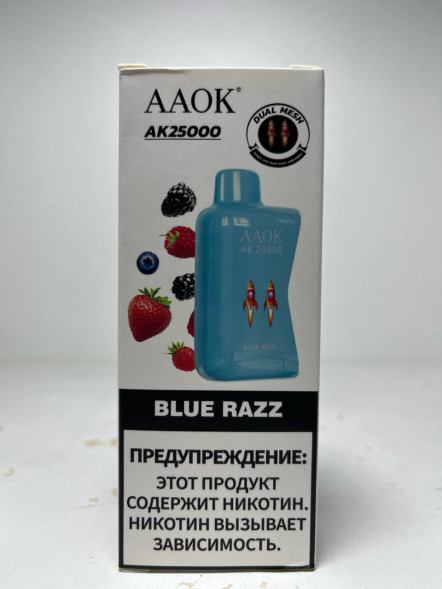 AAOK®
AK25000
DUAL MESH
AAOK
AK 25000
BLUE RAZZ
BLUE RAZZ
ПРЕДУПРЕЖДЕНИЕ:
ЭТОТ ПРОДУКТ
СОДЕРЖИТ НИКОТИН.
НИКОТИН ВЫЗЫВАЕТ
ЗАВИСИМОСТЬ.